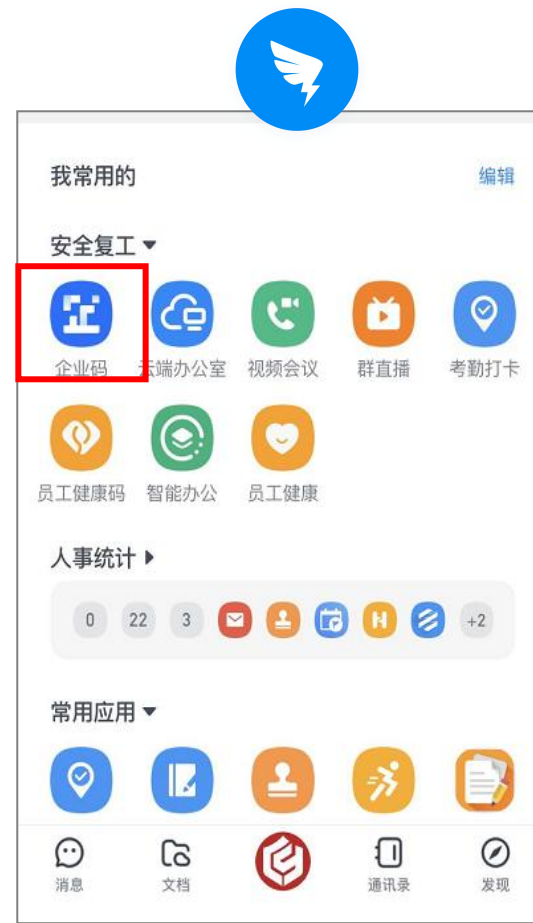 我常用的 编辑
安全复工
企业码 云端办公室 视频会议 群直播 考勤打卡
员工健康码 智能办公 员工健康
人事统计
0 22 3 +2
常用应用
消息 文档 通讯录 发现